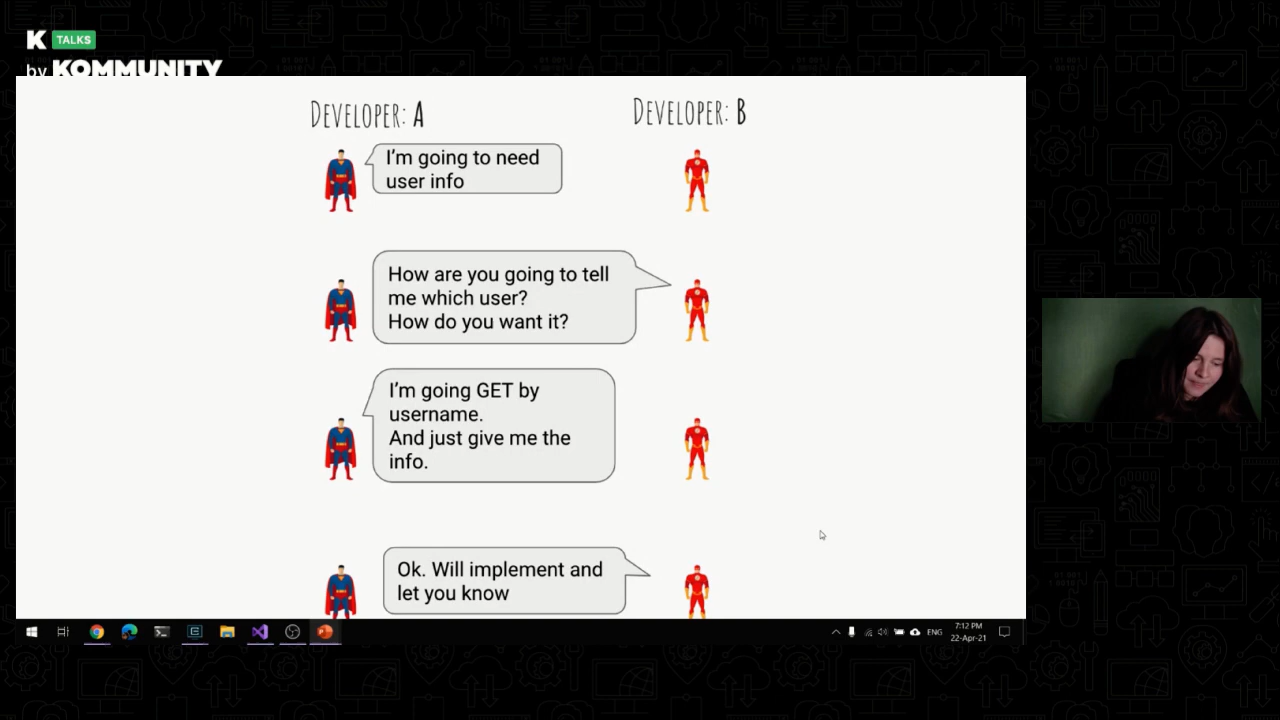 K TALKS
by KOMMUNITY
DEVELOPER: A
DEVELOPER: B
I'm going to need
user info
How are you going to tell
me which user?
How do you want it?
I'm going GET by
username.
And just give me the
info.
Ok. Will implement and
let you know
ENG
7:12 PM
22-Apr-21